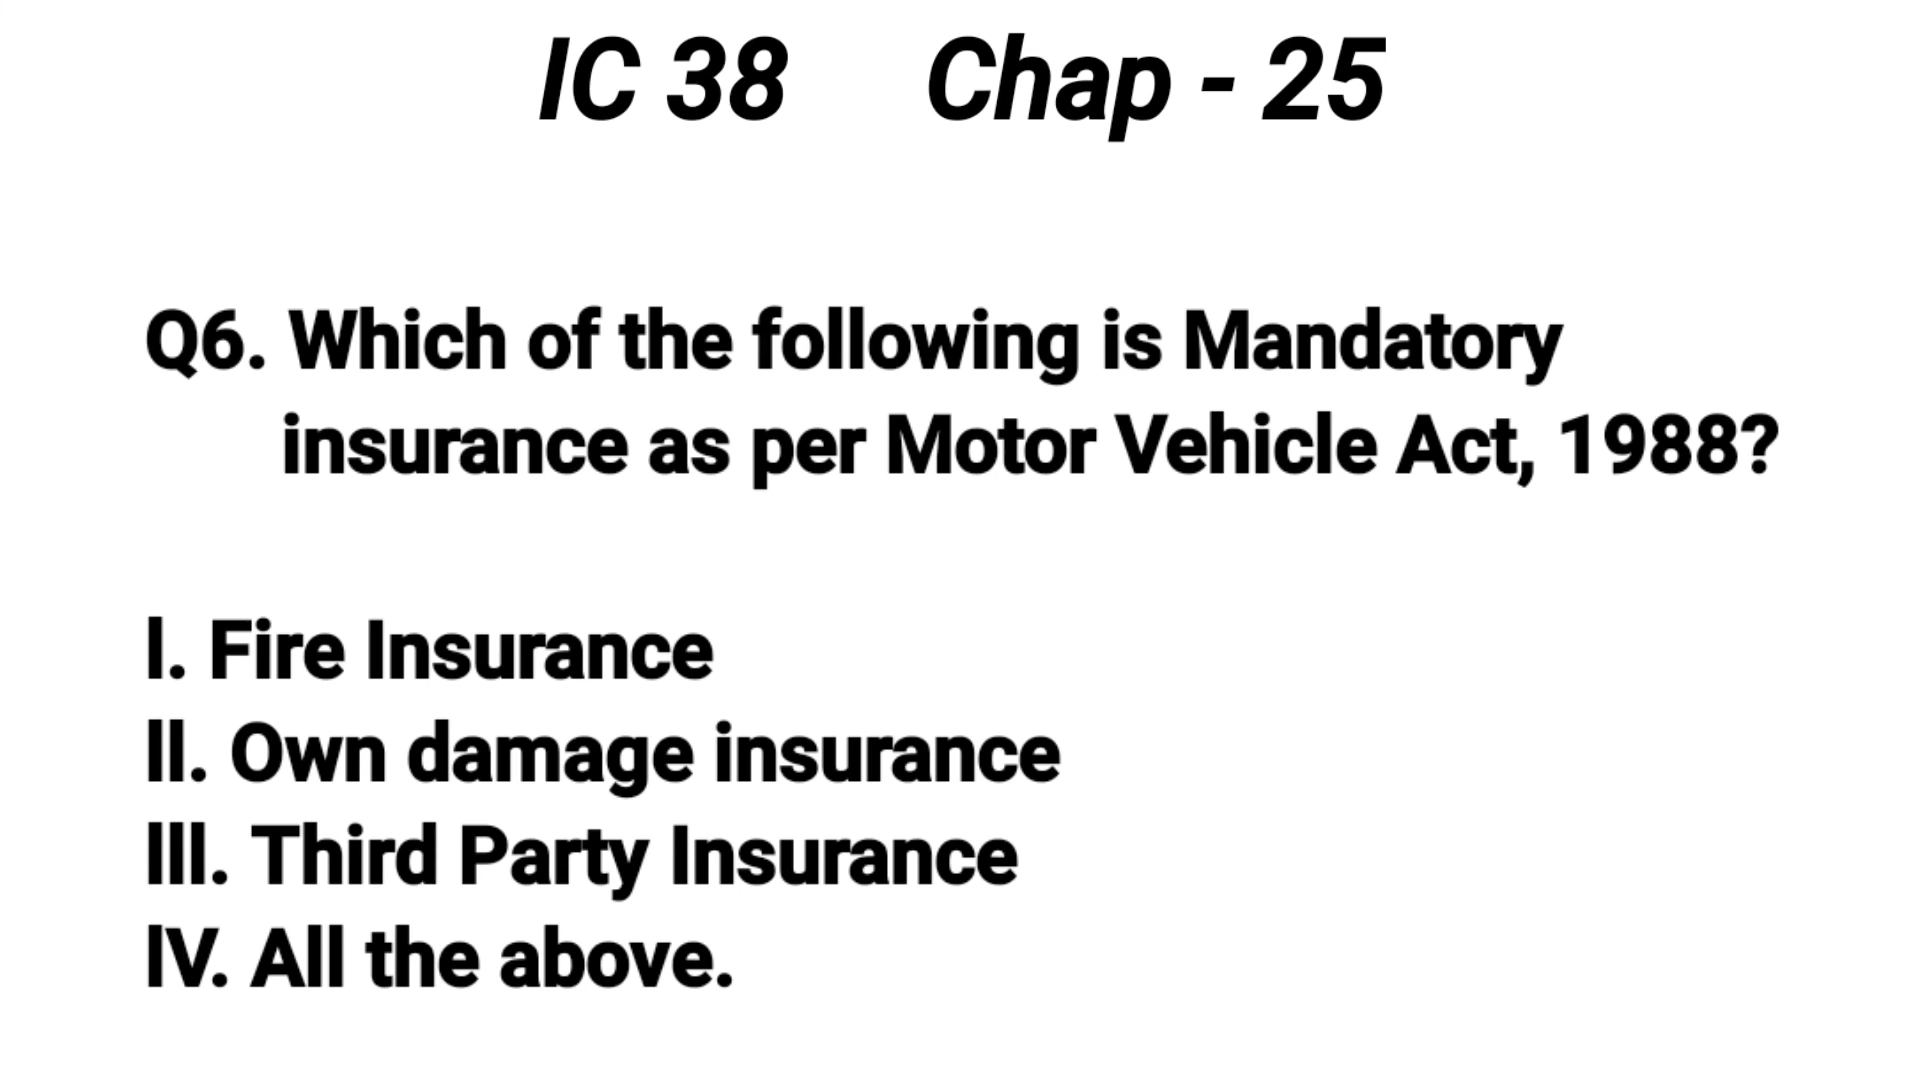 IC 38 Chap - 25
Q6. Which of the following is Mandatory
insurance as per Motor Vehicle Act, 1988?
I. Fire Insurance
II. Own damage insurance
III. Third Party Insurance
IV. All the above.